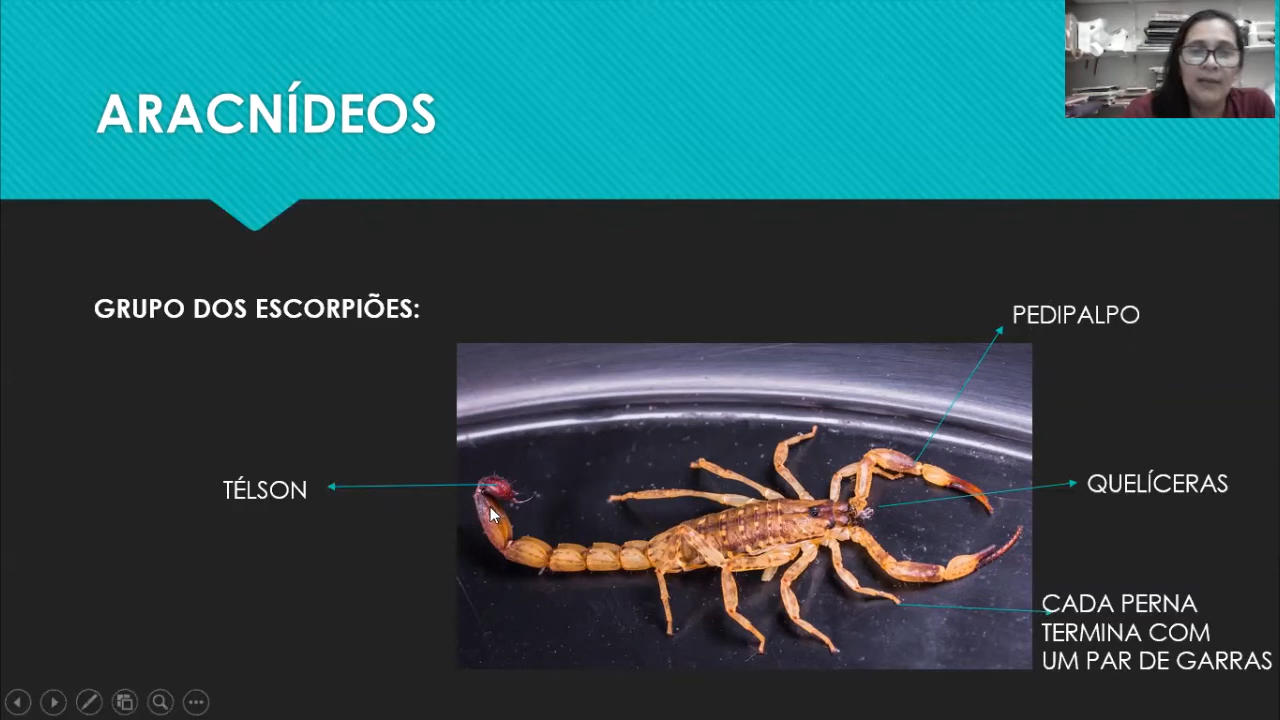 ARACNÍDEOS
GRUPO DOS ESCORPIÕES:
PEDIPALPO
TÉLSON
QUELÍCERAS
CADA PERNA
TERMINA COM
UM PAR DE GARRAS